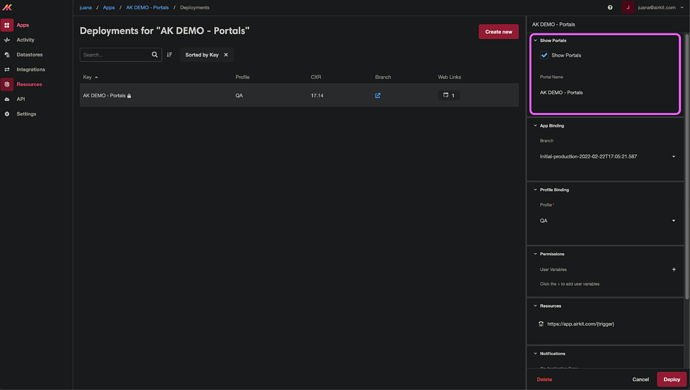 juana / Apps / AK DEMO - Portals / Deployments
J juana@airkit.com
Apps
Activity
Datastores
Integrations
Resources
API
Settings
Deployments for "AK DEMO - Portals"
Create new
Search...
Sorted by Key ×
Key Profile CXR Branch Web Links
AK DEMO - Portals QA 17.14 1
AK DEMO - Portals
Show Portals
Show Portals
Portal Name
AK DEMO - Portals
App Binding
Branch
Initial-production-2022-02-22T17:05:21.587
Profile Binding
Profile *
QA
Permissions
User Variables +
Click the + to add user variables
Resources
https://app.airkit.com/{trigger}
Notifications
Delete Cancel Deploy